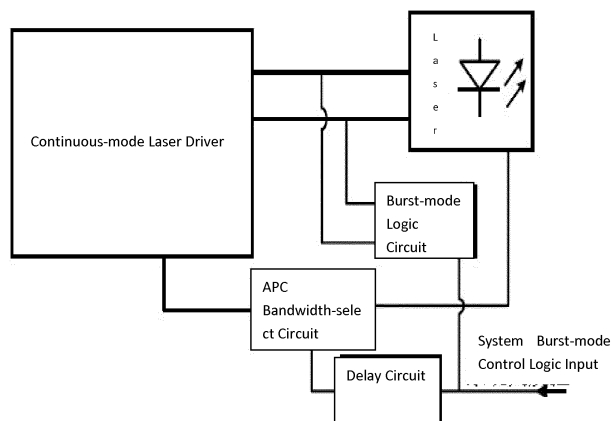 Continuous-mode Laser Driver
Laser
Burst-mode
Logic
Circuit
APC
Bandwidth-sele
ct Circuit
System Burst-mode
Control Logic Input
Delay Circuit